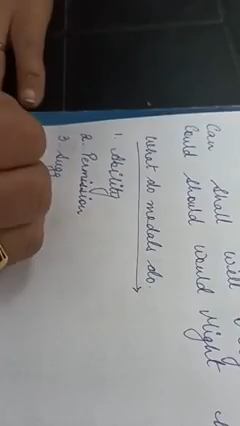 Can Shall Will
Could Should Would Might
What do modals do.
1. Ability
2. Permission
3. Sugg